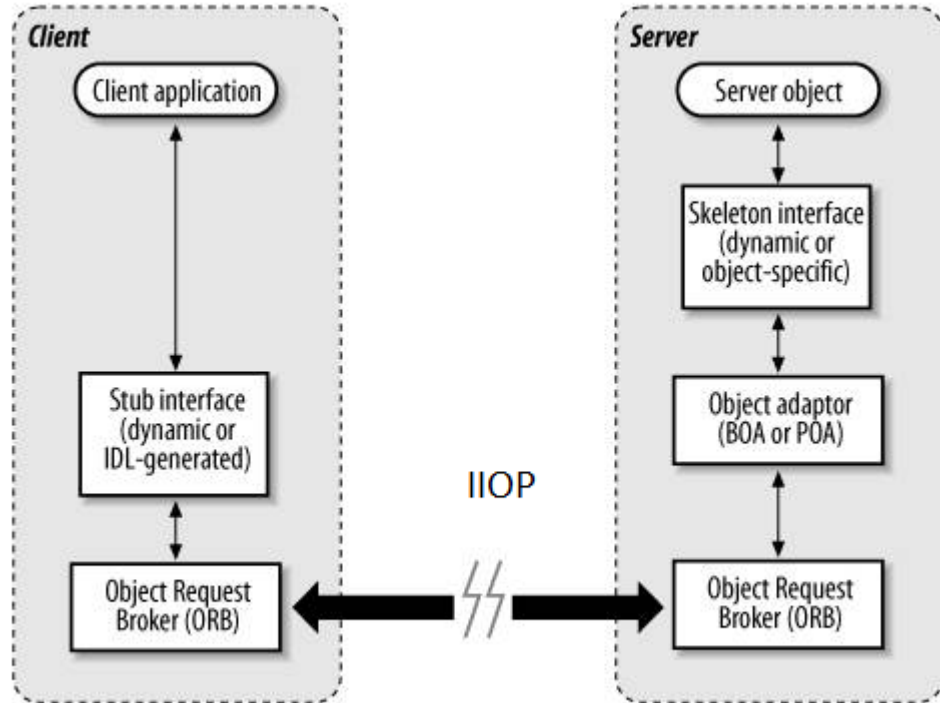 Client
Client application
Stub interface
(dynamic or
IDL-generated)
Object Request
Broker (ORB)
IIOP
Server
Server object
Skeleton interface
(dynamic or
object-specific)
Object adaptor
(BOA or POA)
Object Request
Broker (ORB)